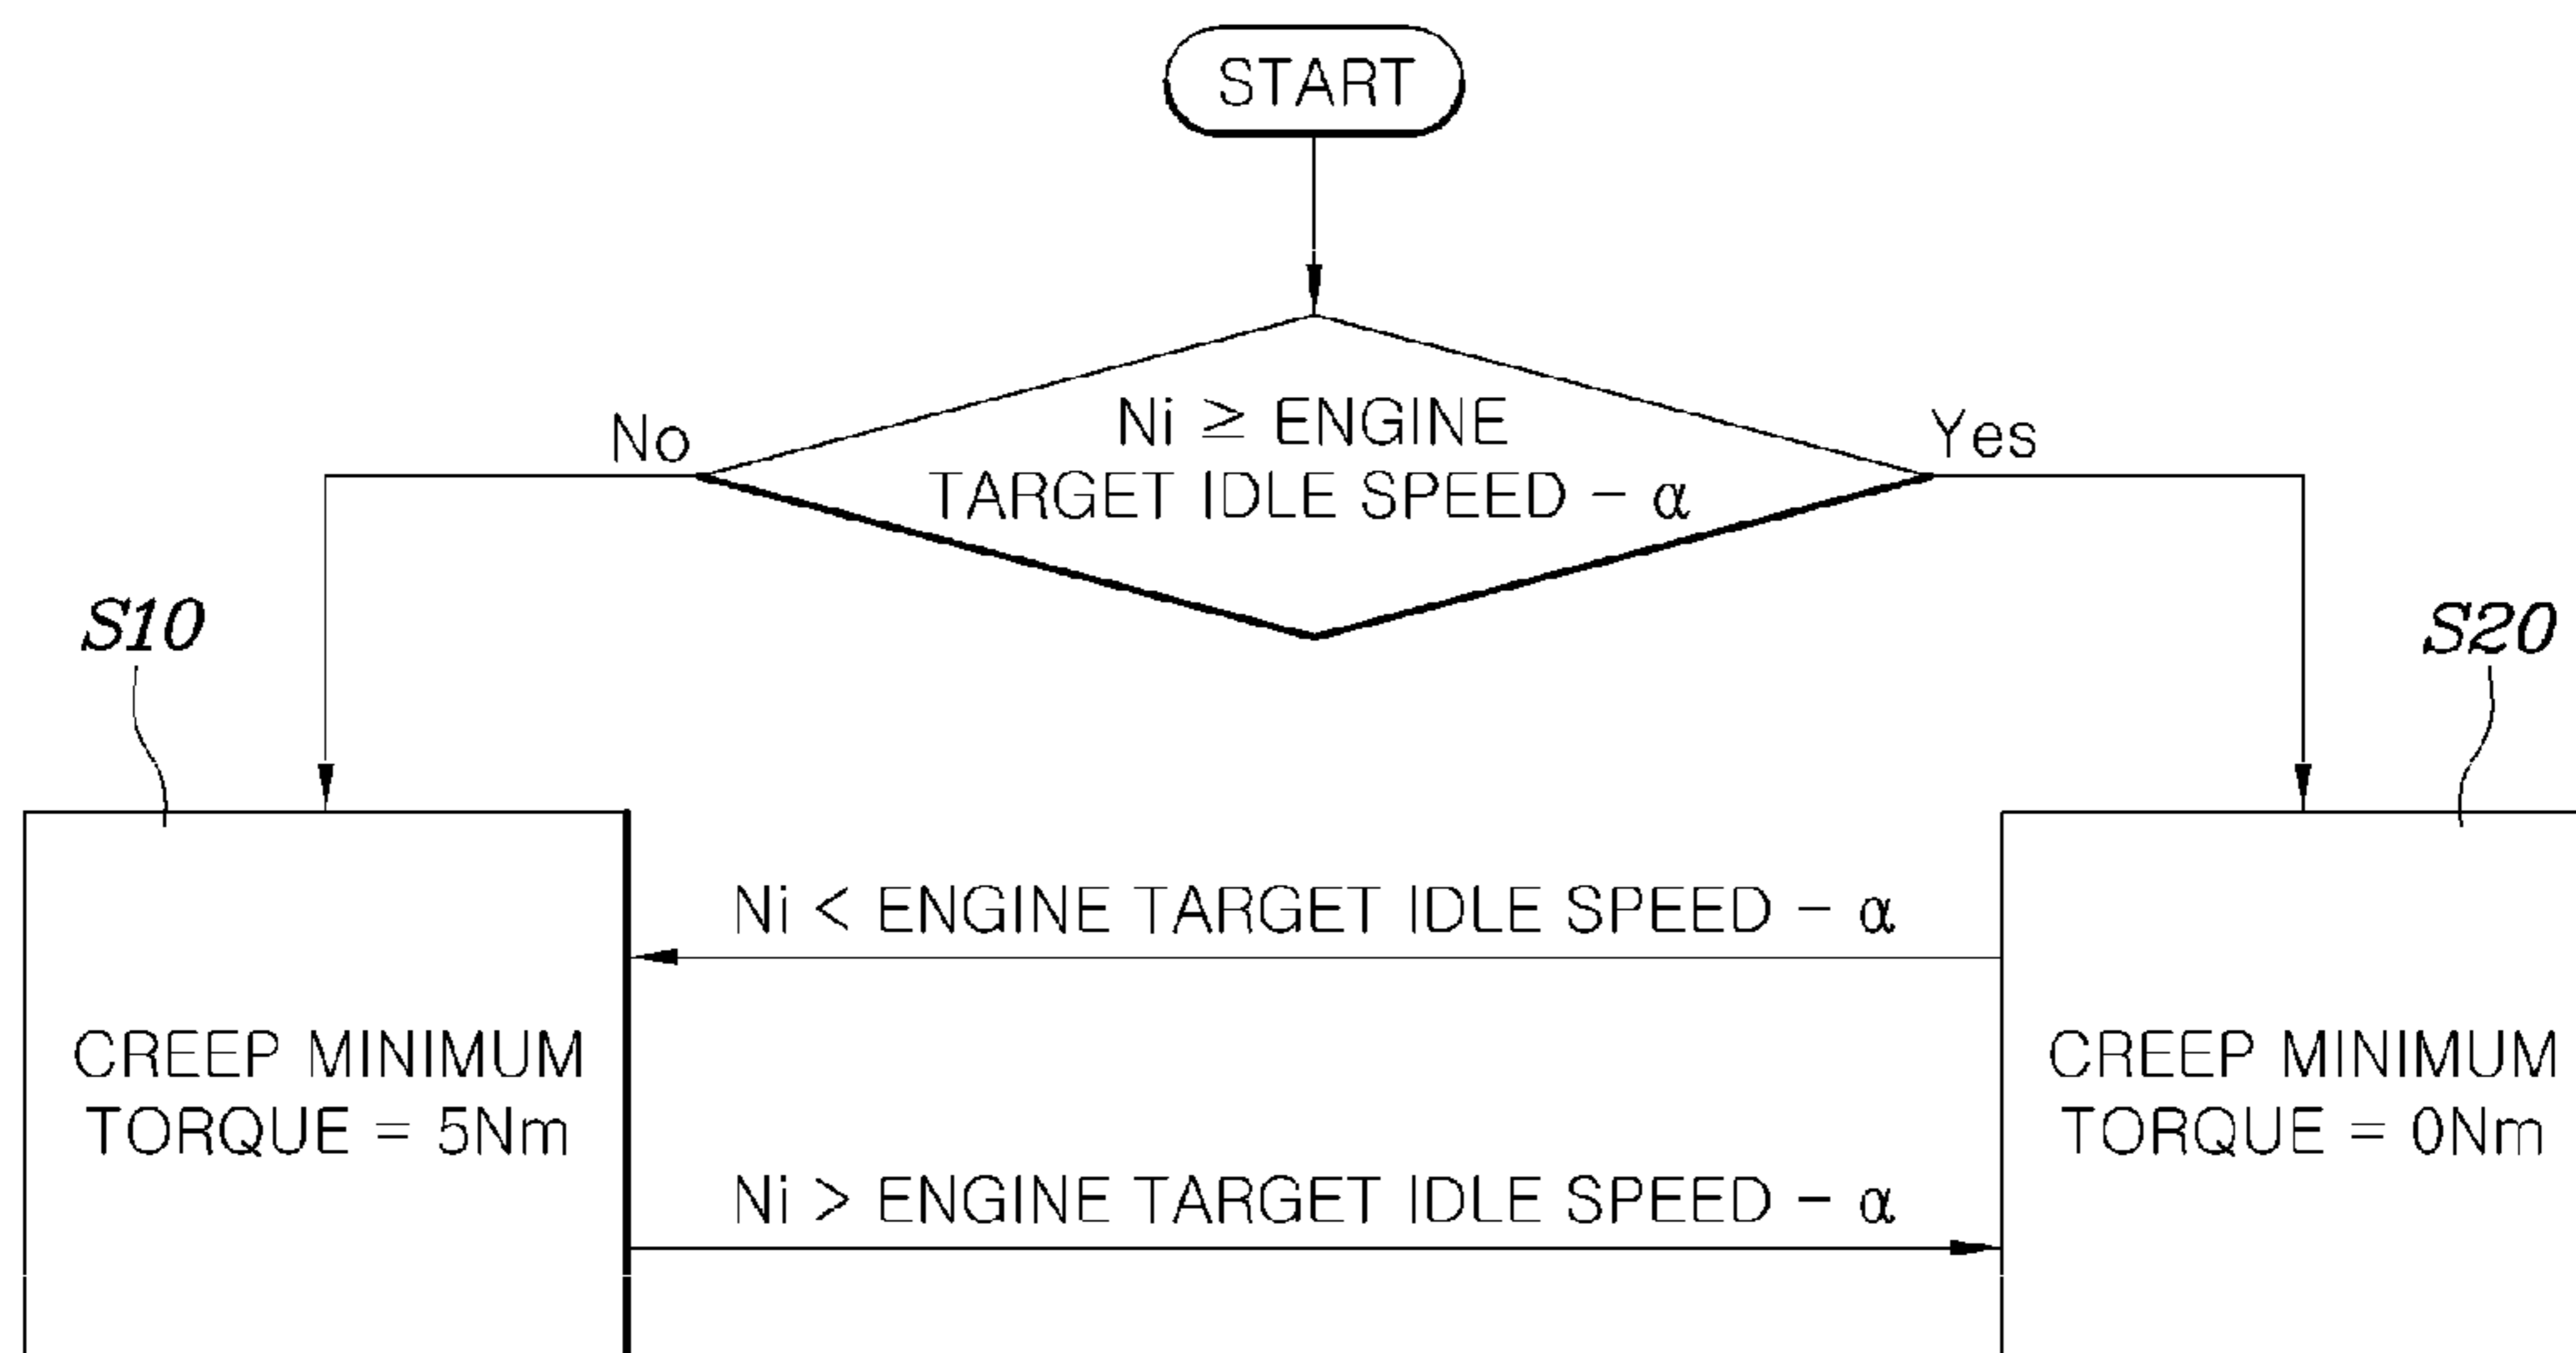 START
No
Ni ≥ ENGINE
TARGET IDLE SPEED – α
Yes
S10
S20
Ni < ENGINE TARGET IDLE SPEED – α
CREEP MINIMUM
TORQUE = 5Nm
CREEP MINIMUM
TORQUE = 0Nm
Ni > ENGINE TARGET IDLE SPEED – α